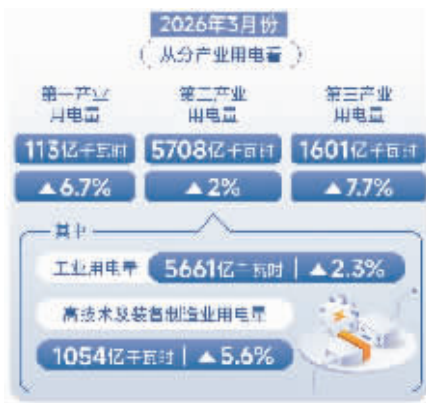 2026年3月份
(从分产业用电看)
第一产业
用电量
第二产业
用电量
第三产业
用电量
113亿千瓦时
5708亿千瓦时
1601亿千瓦时
▲6.7%
▲2%
▲7.7%
其中
工业用电量 5661亿千瓦时 | ▲2.3%
高技术及装备制造业用电量
1054亿千瓦时 | ▲5.6%